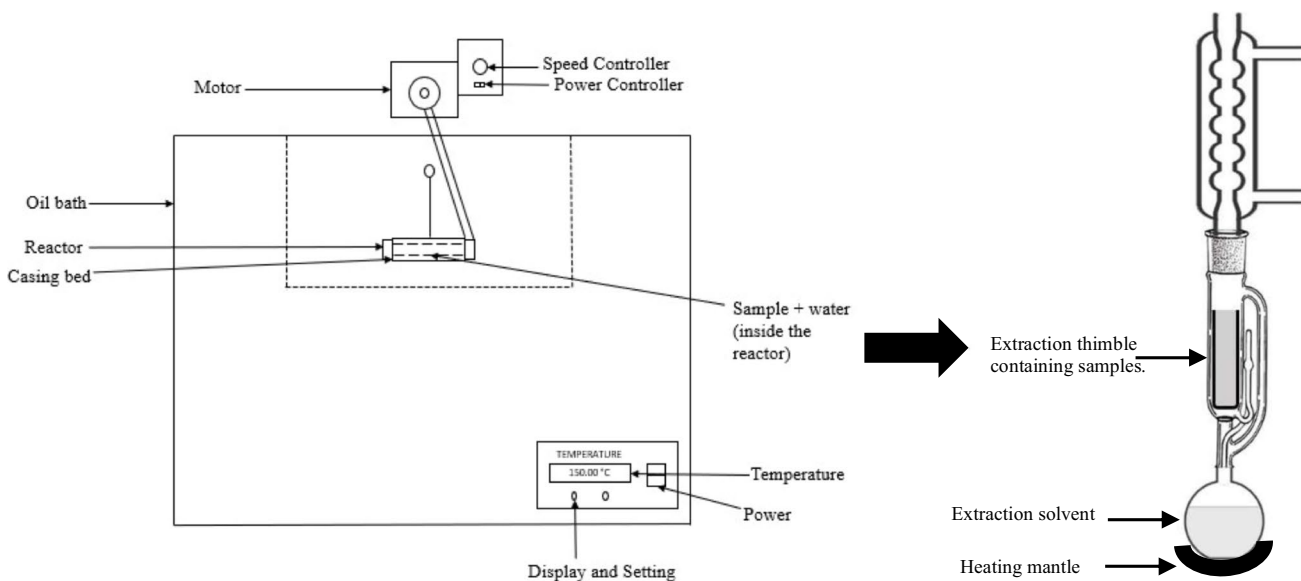 Speed Controller
Power Controller
Motor
Oil bath
Reactor
Casing bed
Sample + water
(inside the
reactor)
TEMPERATURE
150.00 °C
Temperature
Power
Display and Setting
Extraction thimble
containing samples.
Extraction solvent
Heating mantle